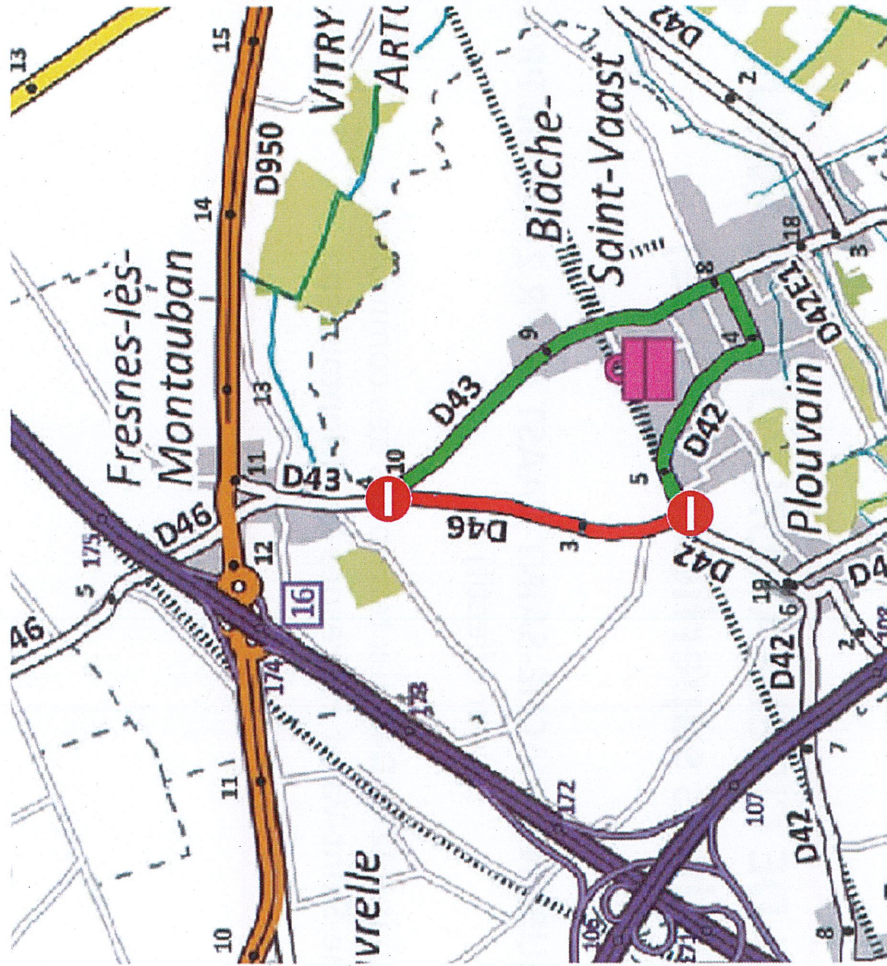 13
15
VITRY
ARTO
D42
2
D950
14
Fresnes-lès-
Montauban
13
11
D43
10
D43
9
Biache-
Saint-Vaast
8
18
3
D42E1
4
D42
5
D46
3
D42
Plouvain
19
6
D4
2
D42
7
D42
8
175
D46
5
46
12
16
174
11
10
vrelle
172
107